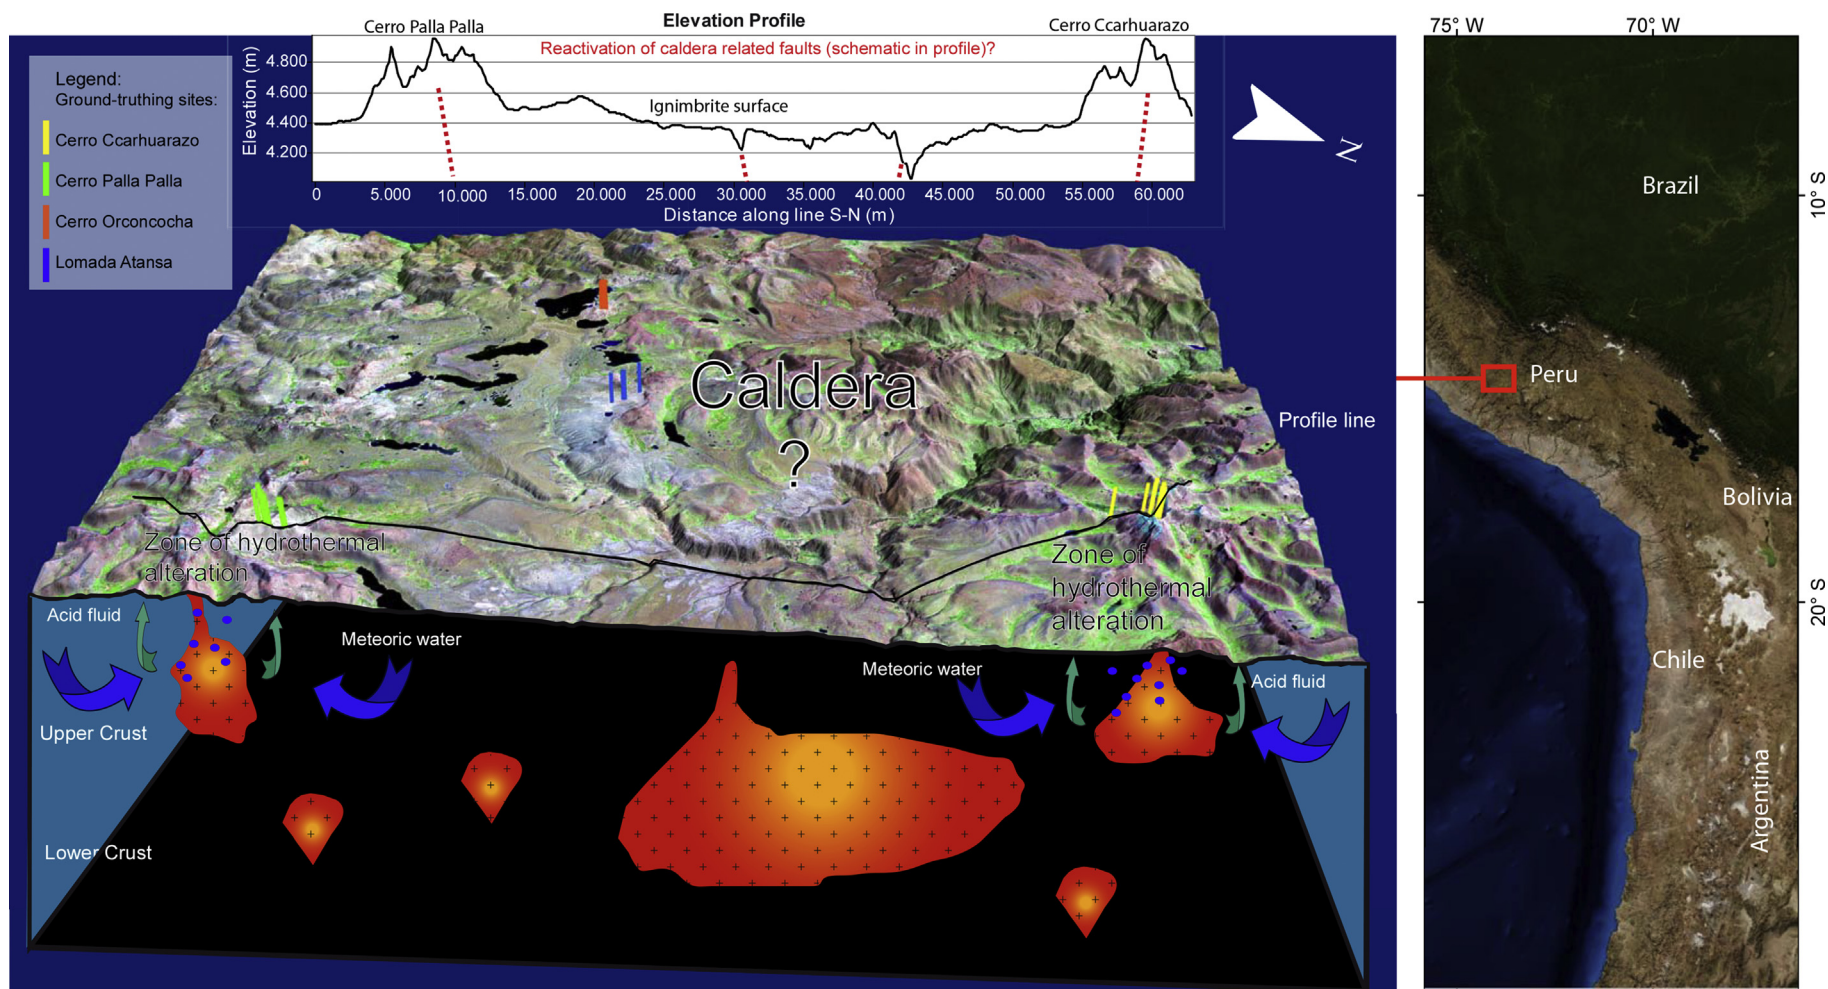 Elevation Profile
Cerro Palla Palla
Cerro Ccarhuarazo
Reactivation of caldera related faults (schematic in profile)?
Elevation (m)
4.800
4.600
4.400
4.200
Ignimbrite surface
0 5.000 10.000 15.000 20.000 25.000 30.000 35.000 40.000 45.000 50.000 55.000 60.000
Distance along line S-N (m)
N
Legend:
Ground-truthing sites:
Cerro Ccarhuarazo
Cerro Palla Palla
Cerro Orconcocha
Lomada Atansa
Caldera
?
Profile line
Zone of hydrothermal
alteration
Zone of
hydrothermal
alteration
Acid fluid
Meteoric water
Meteoric water
Acid fluid
Upper Crust
Lower Crust
75° W 70° W
10° S
20° S
Brazil
Peru
Bolivia
Chile
Argentina